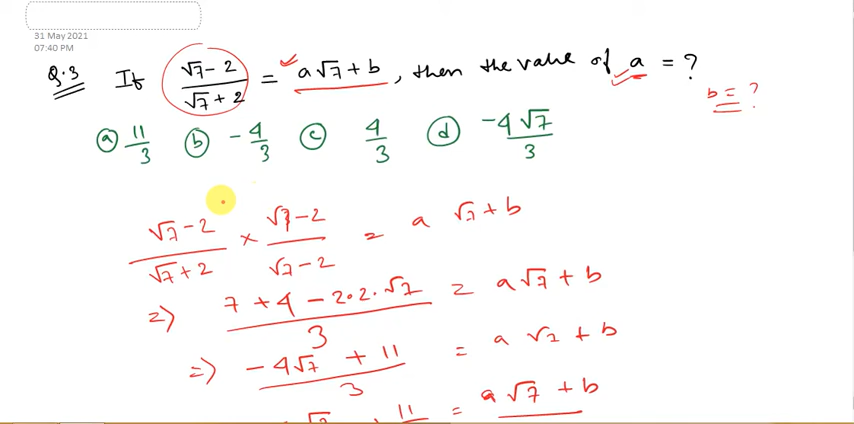 31 May 2021
07:40 PM
Q.3 If (√7 - 2)/(√7 + 2) = a√7 + b, then the value of a = ?
b = ?
(a) 11/3 (b) -4/3 (c) 4/3 (d) -4√7/3
(√7 - 2)/(√7 + 2) × (√7 - 2)/(√7 - 2) = a √7 + b
=> (7 + 4 - 2·2·√7)/3 = a√7 + b
=> (-4√7 + 11)/3 = a √7 + b
+ 11 = a√7 + b